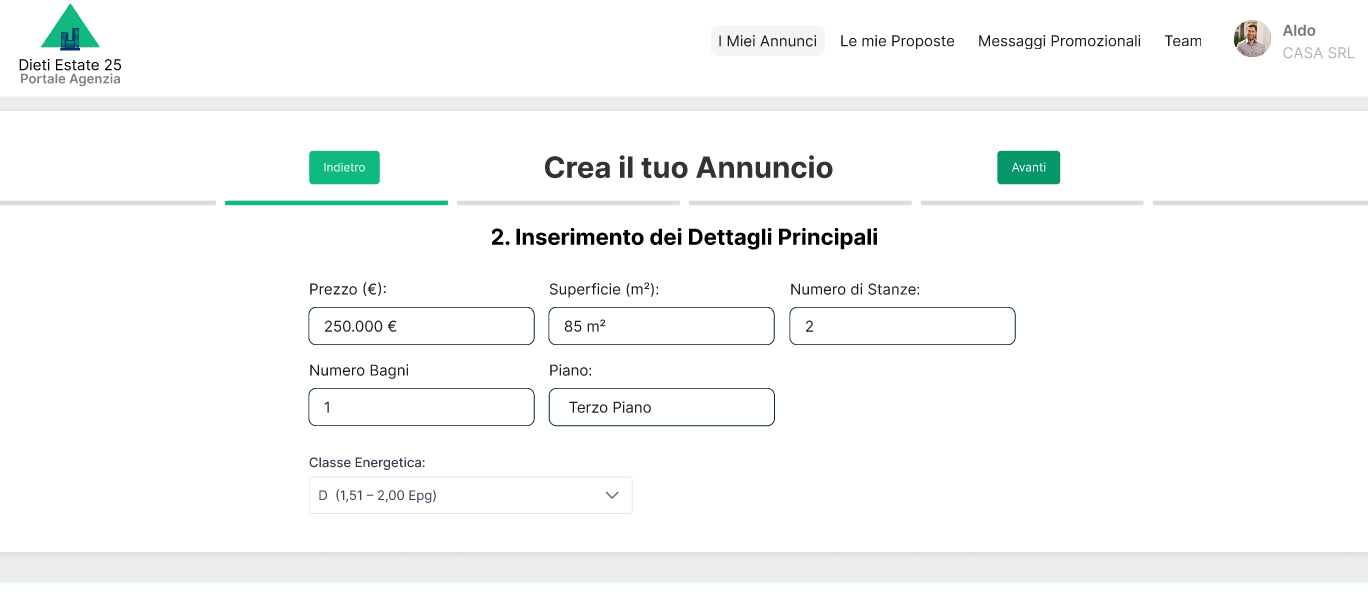 I Miei Annunci
Le mie Proposte
Messaggi Promozionali
Team
Aldo
CASA SRL
Dieti Estate 25
Portale Agenzia
Indietro
Crea il tuo Annuncio
Avanti
2. Inserimento dei Dettagli Principali
Prezzo (€):
Superficie (m²):
Numero di Stanze:
250.000 €
85 m²
2
Numero Bagni
Piano:
1
Terzo Piano
Classe Energetica:
D (1,51 – 2,00 Epg)